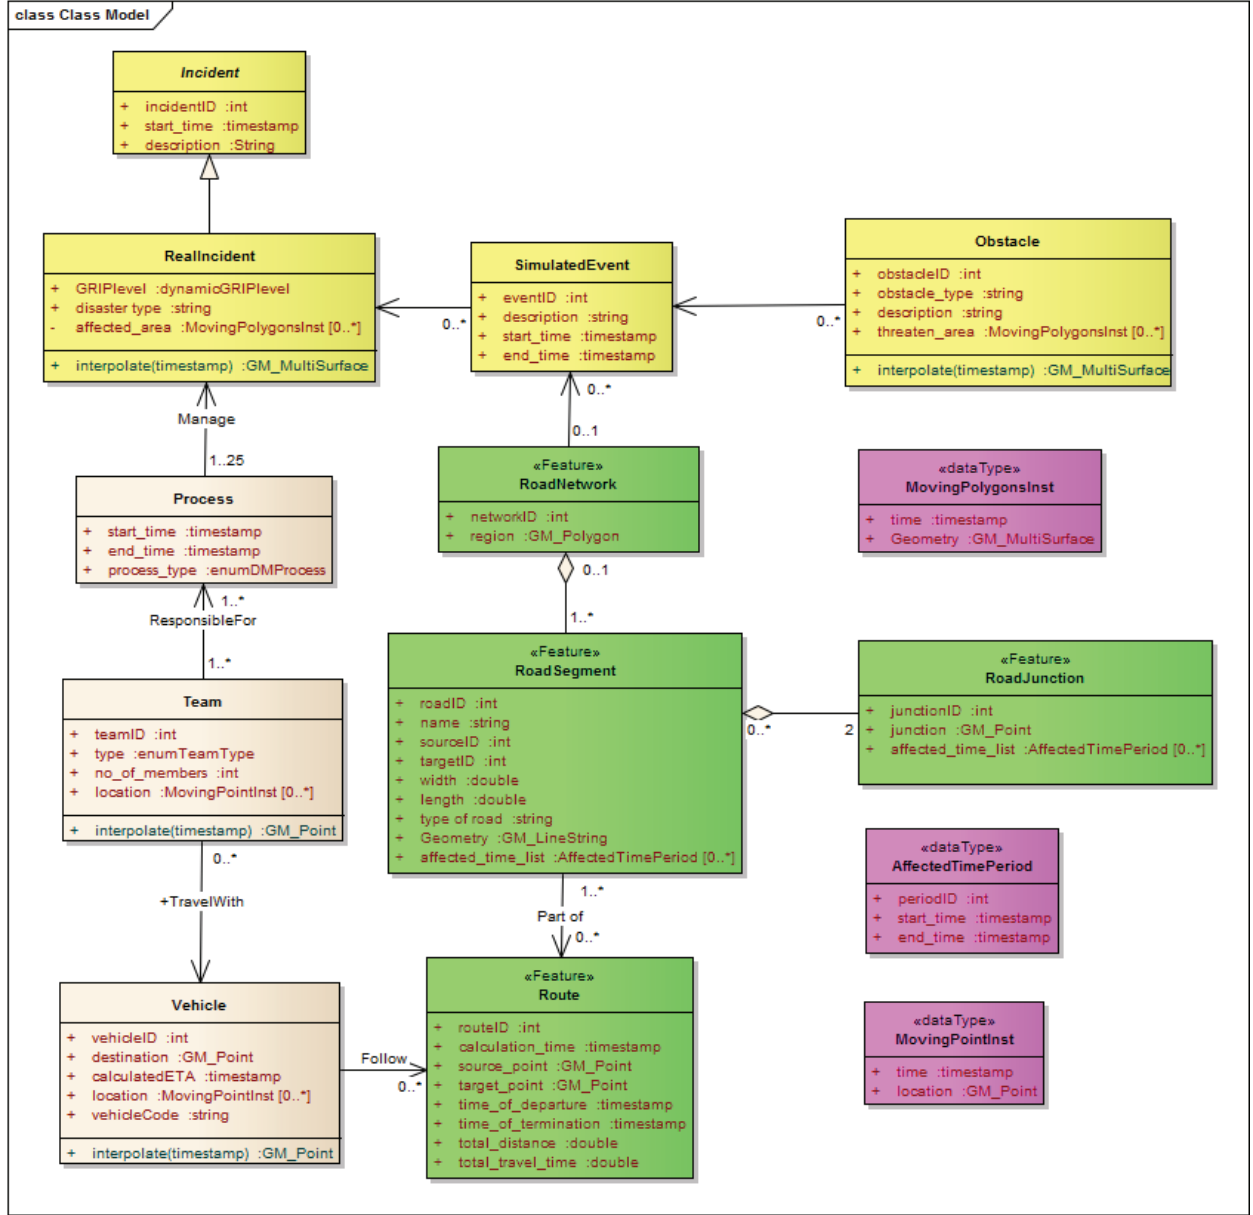 class Class Model
Incident
+ incidentID :int
+ start_time :timestamp
+ description :String
RealIncident
+ GRIPlevel :dynamicGRIPlevel
+ disaster type :string
- affected_area :MovingPolygonsInst [0..*]
+ interpolate(timestamp) :GM_MultiSurface
0..*
SimulatedEvent
+ eventID :int
+ description :string
+ start_time :timestamp
+ end_time :timestamp
0..*
Obstacle
+ obstacleID :int
+ obstacle_type :string
+ description :string
+ threaten_area :MovingPolygonsInst [0..*]
+ interpolate(timestamp) :GM_MultiSurface
Manage
1..25
0..*
0..1
Process
+ start_time :timestamp
+ end_time :timestamp
+ process_type :enumDMProcess
«Feature»
RoadNetwork
+ networkID :int
+ region :GM_Polygon
«dataType»
MovingPolygonsInst
+ time :timestamp
+ Geometry :GM_MultiSurface
1..*
ResponsibleFor
1..*
0..1
1..*
Team
+ teamID :int
+ type :enumTeamType
+ no_of_members :int
+ location :MovingPointInst [0..*]
+ interpolate(timestamp) :GM_Point
«Feature»
RoadSegment
+ roadID :int
+ name :string
+ sourceID :int
+ targetID :int
+ width :double
+ length :double
+ type of road :string
+ Geometry :GM_LineString
+ affected_time_list :AffectedTimePeriod [0..*]
0..*
2
«Feature»
RoadJunction
+ junctionID :int
+ junction :GM_Point
+ affected_time_list :AffectedTimePeriod [0..*]
0..*
+TravelWith
1..*
Part of
0..*
«dataType»
AffectedTimePeriod
+ periodID :int
+ start_time :timestamp
+ end_time :timestamp
Vehicle
+ vehicleID :int
+ destination :GM_Point
+ calculatedETA :timestamp
+ location :MovingPointInst [0..*]
+ vehicleCode :string
+ interpolate(timestamp) :GM_Point
Follow
0..*
«Feature»
Route
+ routeID :int
+ calculation_time :timestamp
+ source_point :GM_Point
+ target_point :GM_Point
+ time_of_departure :timestamp
+ time_of_termination :timestamp
+ total_distance :double
+ total_travel_time :double
«dataType»
MovingPointInst
+ time :timestamp
+ location :GM_Point